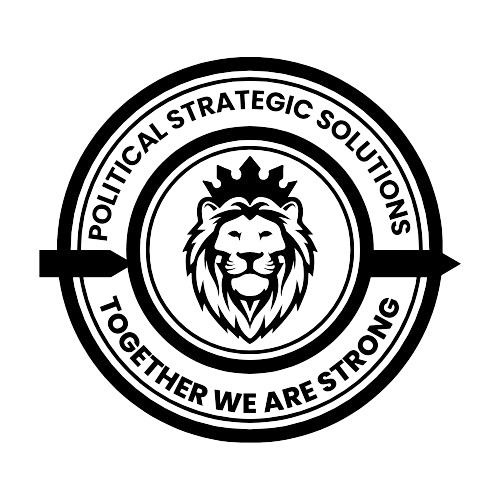 POLITICAL STRATEGIC SOLUTIONS
TOGETHER WE ARE STRONG